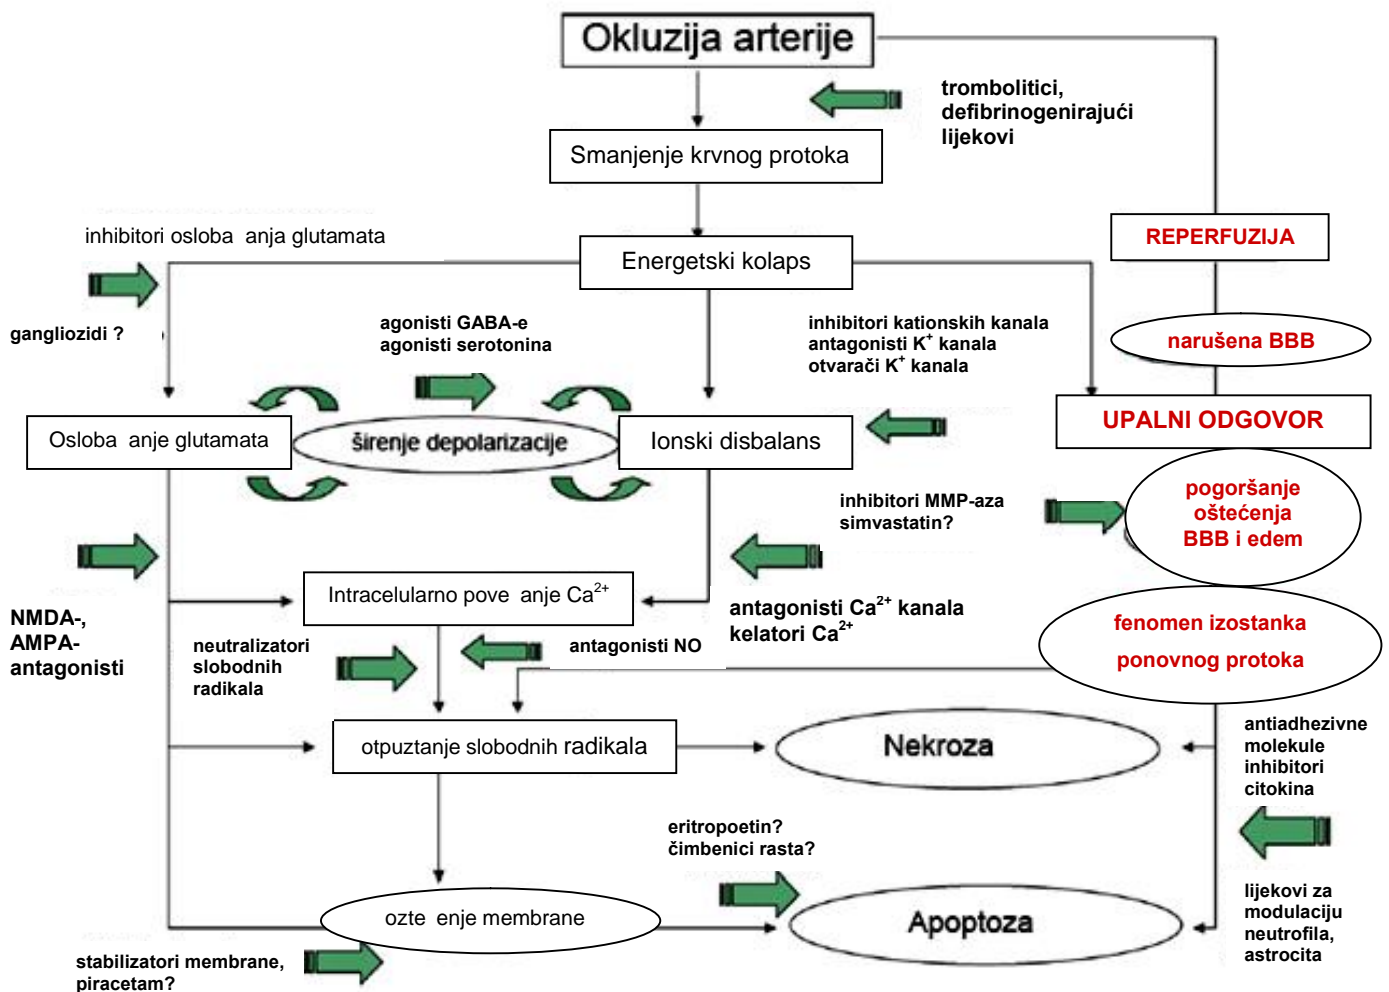 Okluzija arterije
trombolitici,
defibrinogenirajući
lijekovi
Smanjenje krvnog protoka
inhibitori osloba anja glutamata
REPERFUZIJA
Energetski kolaps
gangliozidi ?
agonisti GABA-e
agonisti serotonina
inhibitori kationskih kanala
antagonisti K⁺ kanala
otvarači K⁺ kanala
narušena BBB
Osloba anje glutamata
širenje depolarizacije
Ionski disbalans
UPALNI ODGOVOR
inhibitori MMP-aza
simvastatin?
pogoršanje
oštećenja
BBB i edem
Intracelularno pove anje Ca²⁺
antagonisti Ca²⁺ kanala
kelatori Ca²⁺
NMDA-,
AMPA-
antagonisti
neutralizatori
slobodnih
radikala
antagonisti NO
fenomen izostanka
ponovnog protoka
otpuztanje slobodnih radikala
Nekroza
antiadhezivne
molekule
inhibitori
citokina
eritropoetin?
čimbenici rasta?
ozte enje membrane
Apoptoza
lijekovi za
modulaciju
neutrofila,
astrocita
stabilizatori membrane,
piracetam?